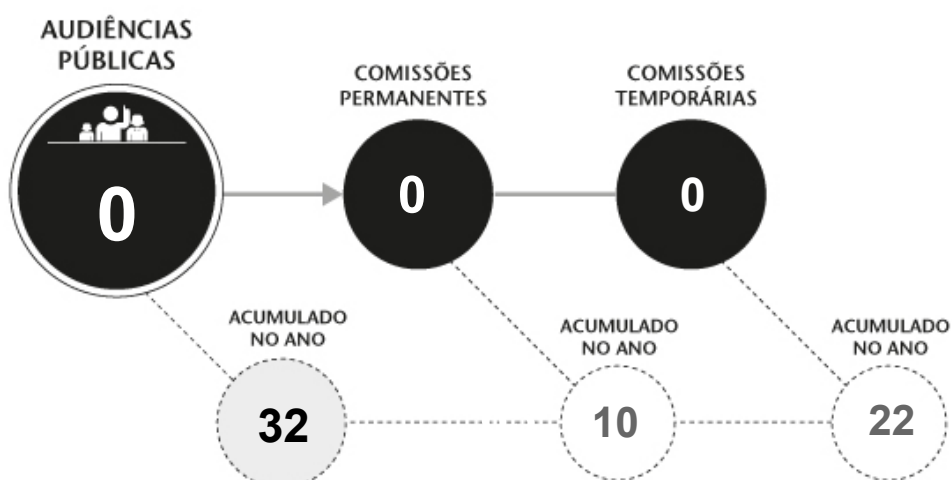 AUDIÊNCIAS
PÚBLICAS
0
COMISSÕES
PERMANENTES
0
COMISSÕES
TEMPORÁRIAS
0
ACUMULADO
NO ANO
32
ACUMULADO
NO ANO
10
ACUMULADO
NO ANO
22